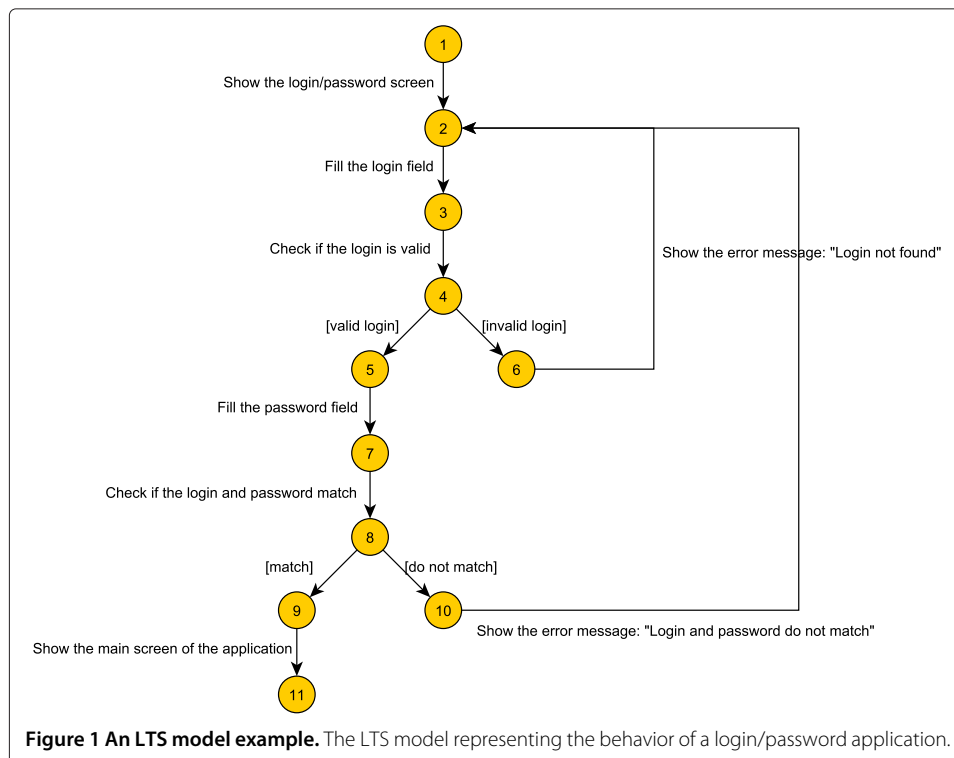 1
Show the login/password screen
2
Fill the login field
3
Check if the login is valid
Show the error message: "Login not found"
4
[valid login]
[invalid login]
5
6
Fill the password field
7
Check if the login and password match
8
[match]
[do not match]
9
10
Show the error message: "Login and password do not match"
Show the main screen of the application
11
Figure 1 An LTS model example. The LTS model representing the behavior of a login/password application.